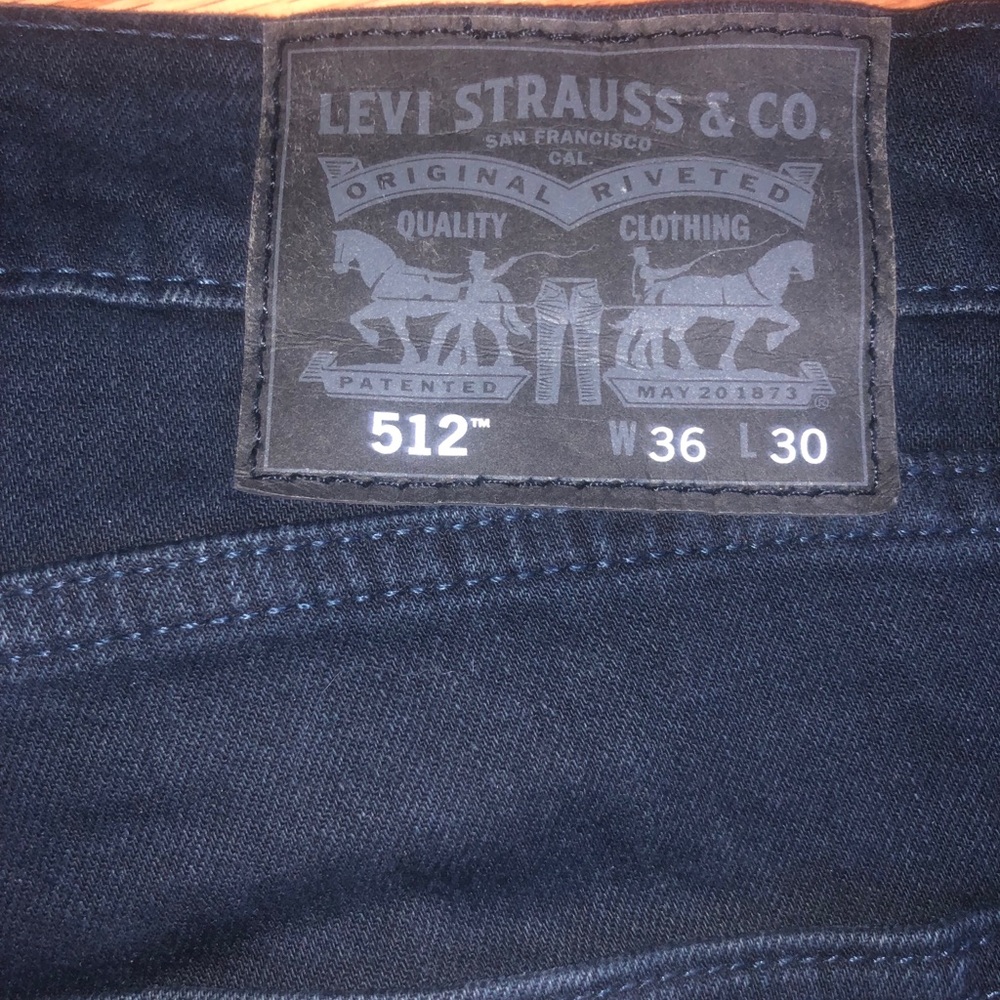 LEVI STRAUSS & CO.
SAN FRANCISCO
CAL.
ORIGINAL RIVETED
QUALITY CLOTHING
PATENTED MAY 20 1873 ®
512™ W 36 L 30